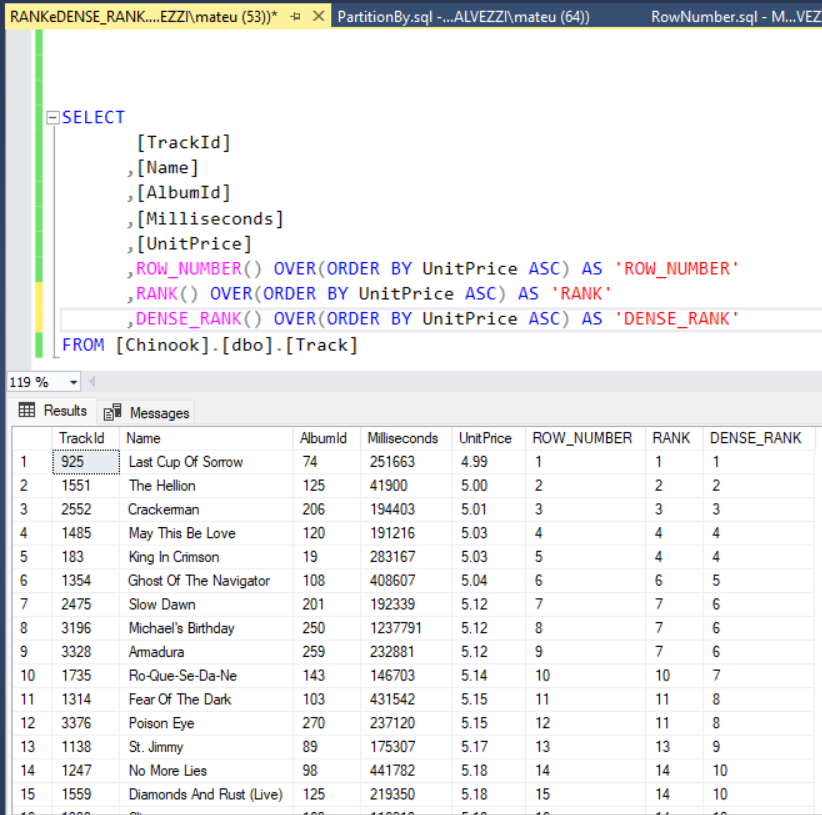 RANKeDENSE_RANK....EZZI\mateu (53))* PartitionBy.sql -...ALVEZZI\mateu (64)) RowNumber.sql - M...VEZ
SELECT
[TrackId]
,[Name]
,[AlbumId]
,[Milliseconds]
,[UnitPrice]
,ROW_NUMBER() OVER(ORDER BY UnitPrice ASC) AS 'ROW_NUMBER'
,RANK() OVER(ORDER BY UnitPrice ASC) AS 'RANK'
,DENSE_RANK() OVER(ORDER BY UnitPrice ASC) AS 'DENSE_RANK'
FROM [Chinook].[dbo].[Track]
119 %
Results Messages
TrackId Name AlbumId Milliseconds UnitPrice ROW_NUMBER RANK DENSE_RANK
1 925 Last Cup Of Sorrow 74 251663 4.99 1 1 1
2 1551 The Hellion 125 41900 5.00 2 2 2
3 2552 Crackerman 206 194403 5.01 3 3 3
4 1485 May This Be Love 120 191216 5.03 4 4 4
5 183 King In Crimson 19 283167 5.03 5 4 4
6 1354 Ghost Of The Navigator 108 408607 5.04 6 6 5
7 2475 Slow Dawn 201 192339 5.12 7 7 6
8 3196 Michael's Birthday 250 1237791 5.12 8 7 6
9 3328 Armadura 259 232881 5.12 9 7 6
10 1735 Ro-Que-Se-Da-Ne 143 146703 5.14 10 10 7
11 1314 Fear Of The Dark 103 431542 5.15 11 11 8
12 3376 Poison Eye 270 237120 5.15 12 11 8
13 1138 St. Jimmy 89 175307 5.17 13 13 9
14 1247 No More Lies 98 441782 5.18 14 14 10
15 1559 Diamonds And Rust (Live) 125 219350 5.18 15 14 10